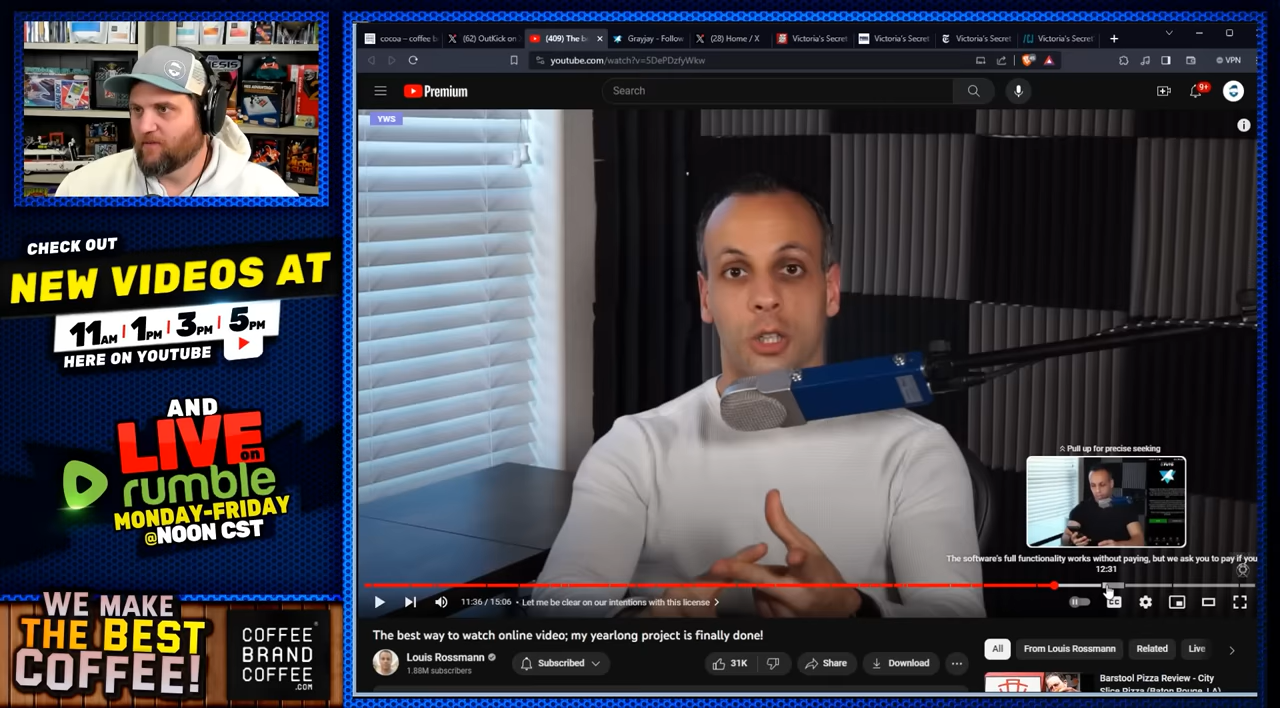 CHECK OUT
NEW VIDEOS AT
11AM | 1PM | 3PM | 5PM
HERE ON YOUTUBE
AND
LIVE on
rumble
MONDAY-FRIDAY
@NOON CST
WE MAKE
THE BEST
COFFEE!
COFFEE
BRAND
COFFEE
.COM
cocoa – coffee b
(62) OutKick on
(409) The b
Grayjay - Follow
(28) Home / X
Victoria's Secret
Victoria's Secret
Victoria's Secret
Victoria's Secret
youtube.com/watch?v=5DePDzfyWkw
VPN
Premium
Search
9+
YWS
Pull up for precise seeking
The software's full functionality works without paying, but we ask you to pay if you
12:31
11:36 / 15:06 • Let me be clear on our intentions with this license
CC
The best way to watch online video; my yearlong project is finally done!
Louis Rossmann
1.88M subscribers
Subscribed
31K
Share
Download
All
From Louis Rossmann
Related
Live
Barstool Pizza Review - City
Slice Pizza (Baton Rouge, LA)